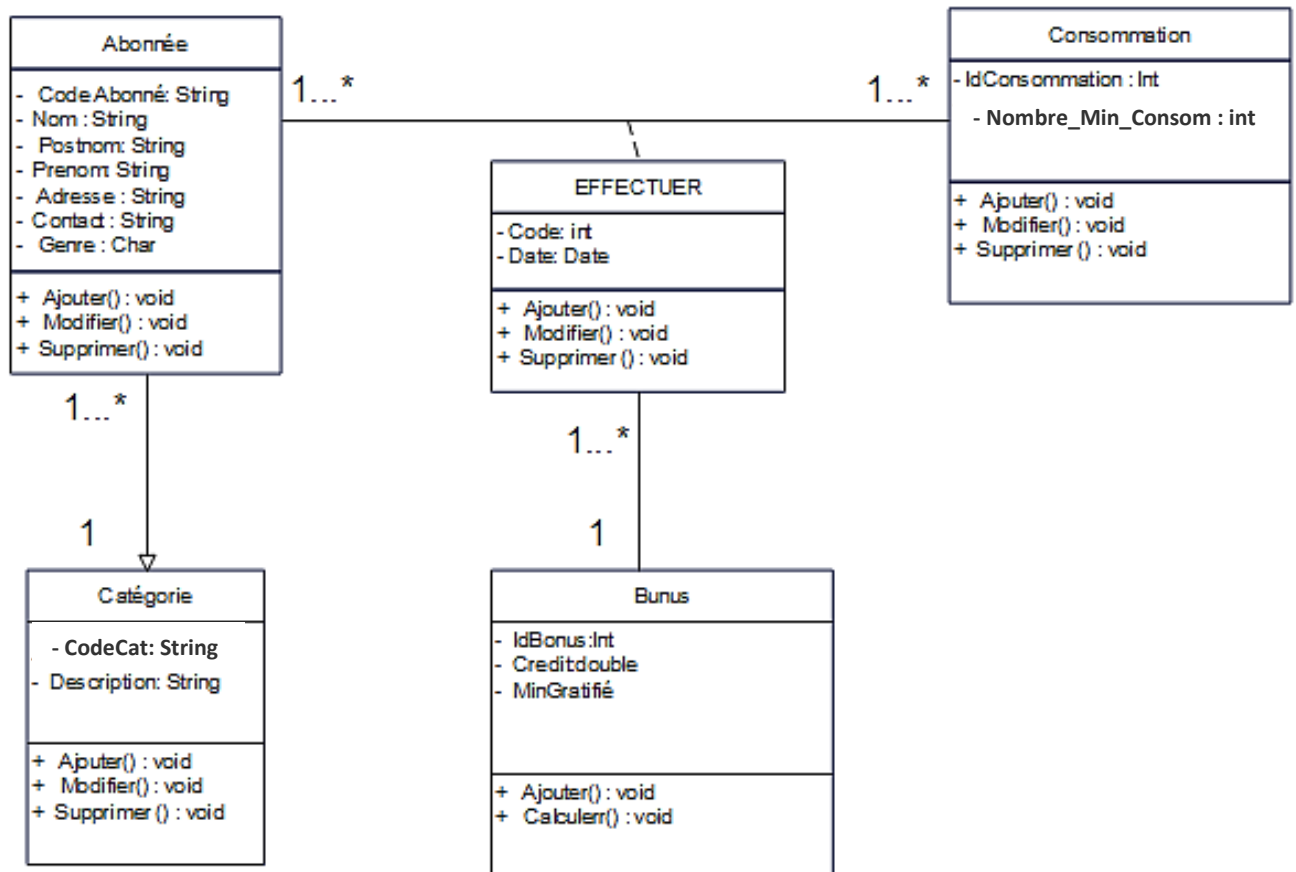 Abonnée
- Code Abonné: String
- Nom : String
- Postnom: String
- Prenom: String
- Adresse : String
- Contact : String
- Genre : Char
+ Ajouter() : void
+ Modifier() : void
+ Supprimer() : void
1...*
1...*
Consommation
- IdConsommation : Int
- Nombre_Min_Consom : int
+ Ajouter() : void
+ Modifier() : void
+ Supprimer () : void
EFFECTUER
- Code: int
- Date: Date
+ Ajouter() : void
+ Modifier() : void
+ Supprimer () : void
1...*
1
1...*
1
Catégorie
- CodeCat: String
- Description: String
+ Ajouter() : void
+ Modifier() : void
+ Supprimer () : void
Bunus
- IdBonus:Int
- Credit:double
- MinGratifié
+ Ajouter() : void
+ Calculerr() : void